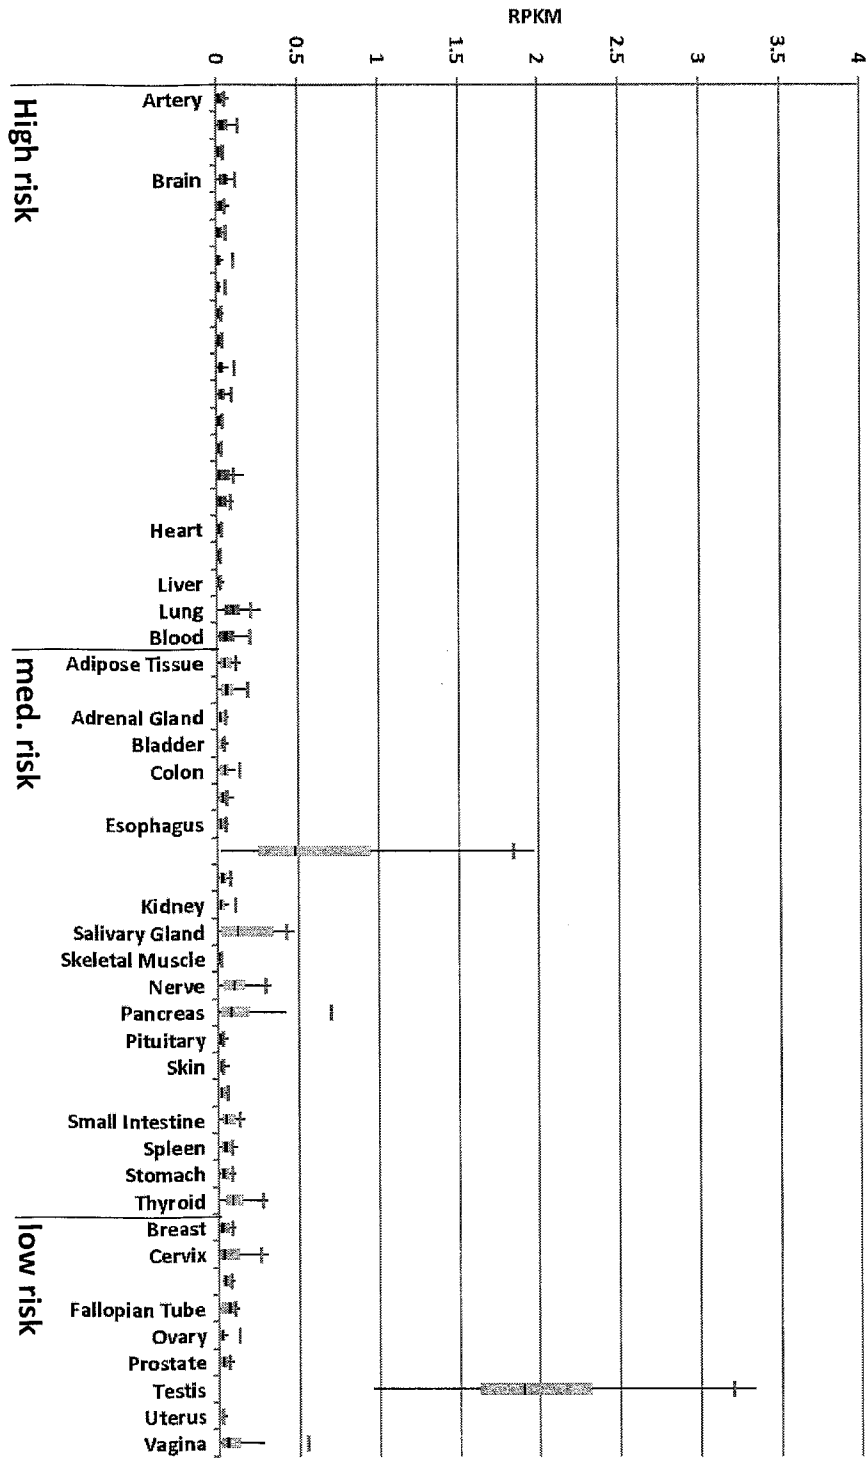 RPKM
0
0.5
1
1.5
2
2.5
3
3.5
4
Artery
Brain
Heart
Liver
Lung
Blood
Adipose Tissue
Adrenal Gland
Bladder
Colon
Esophagus
Kidney
Salivary Gland
Skeletal Muscle
Nerve
Pancreas
Pituitary
Skin
Small Intestine
Spleen
Stomach
Thyroid
Breast
Cervix
Fallopian Tube
Ovary
Prostate
Testis
Uterus
Vagina
High risk
med. risk
low risk